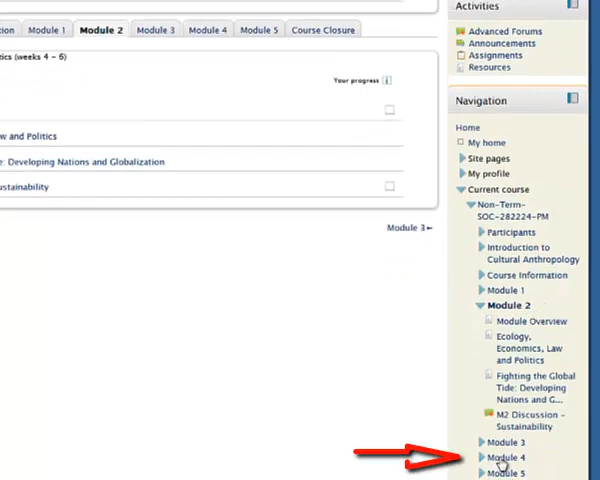 tion
Module 1
Module 2
Module 3
Module 4
Module 5
Course Closure
tics (weeks 4 – 6)
Your progress
w and Politics
e: Developing Nations and Globalization
ustainability
Module 3
Activities
Advanced Forums
Announcements
Assignments
Resources
Navigation
Home
My home
Site pages
My profile
Current course
Non-Term-
SOC-282224-PM
Participants
Introduction to
Cultural Anthropology
Course Information
Module 1
Module 2
Module Overview
Ecology,
Economics, Law
and Politics
Fighting the Global
Tide: Developing
Nations and G...
M2 Discussion –
Sustainability
Module 3
Module 4
Module 5